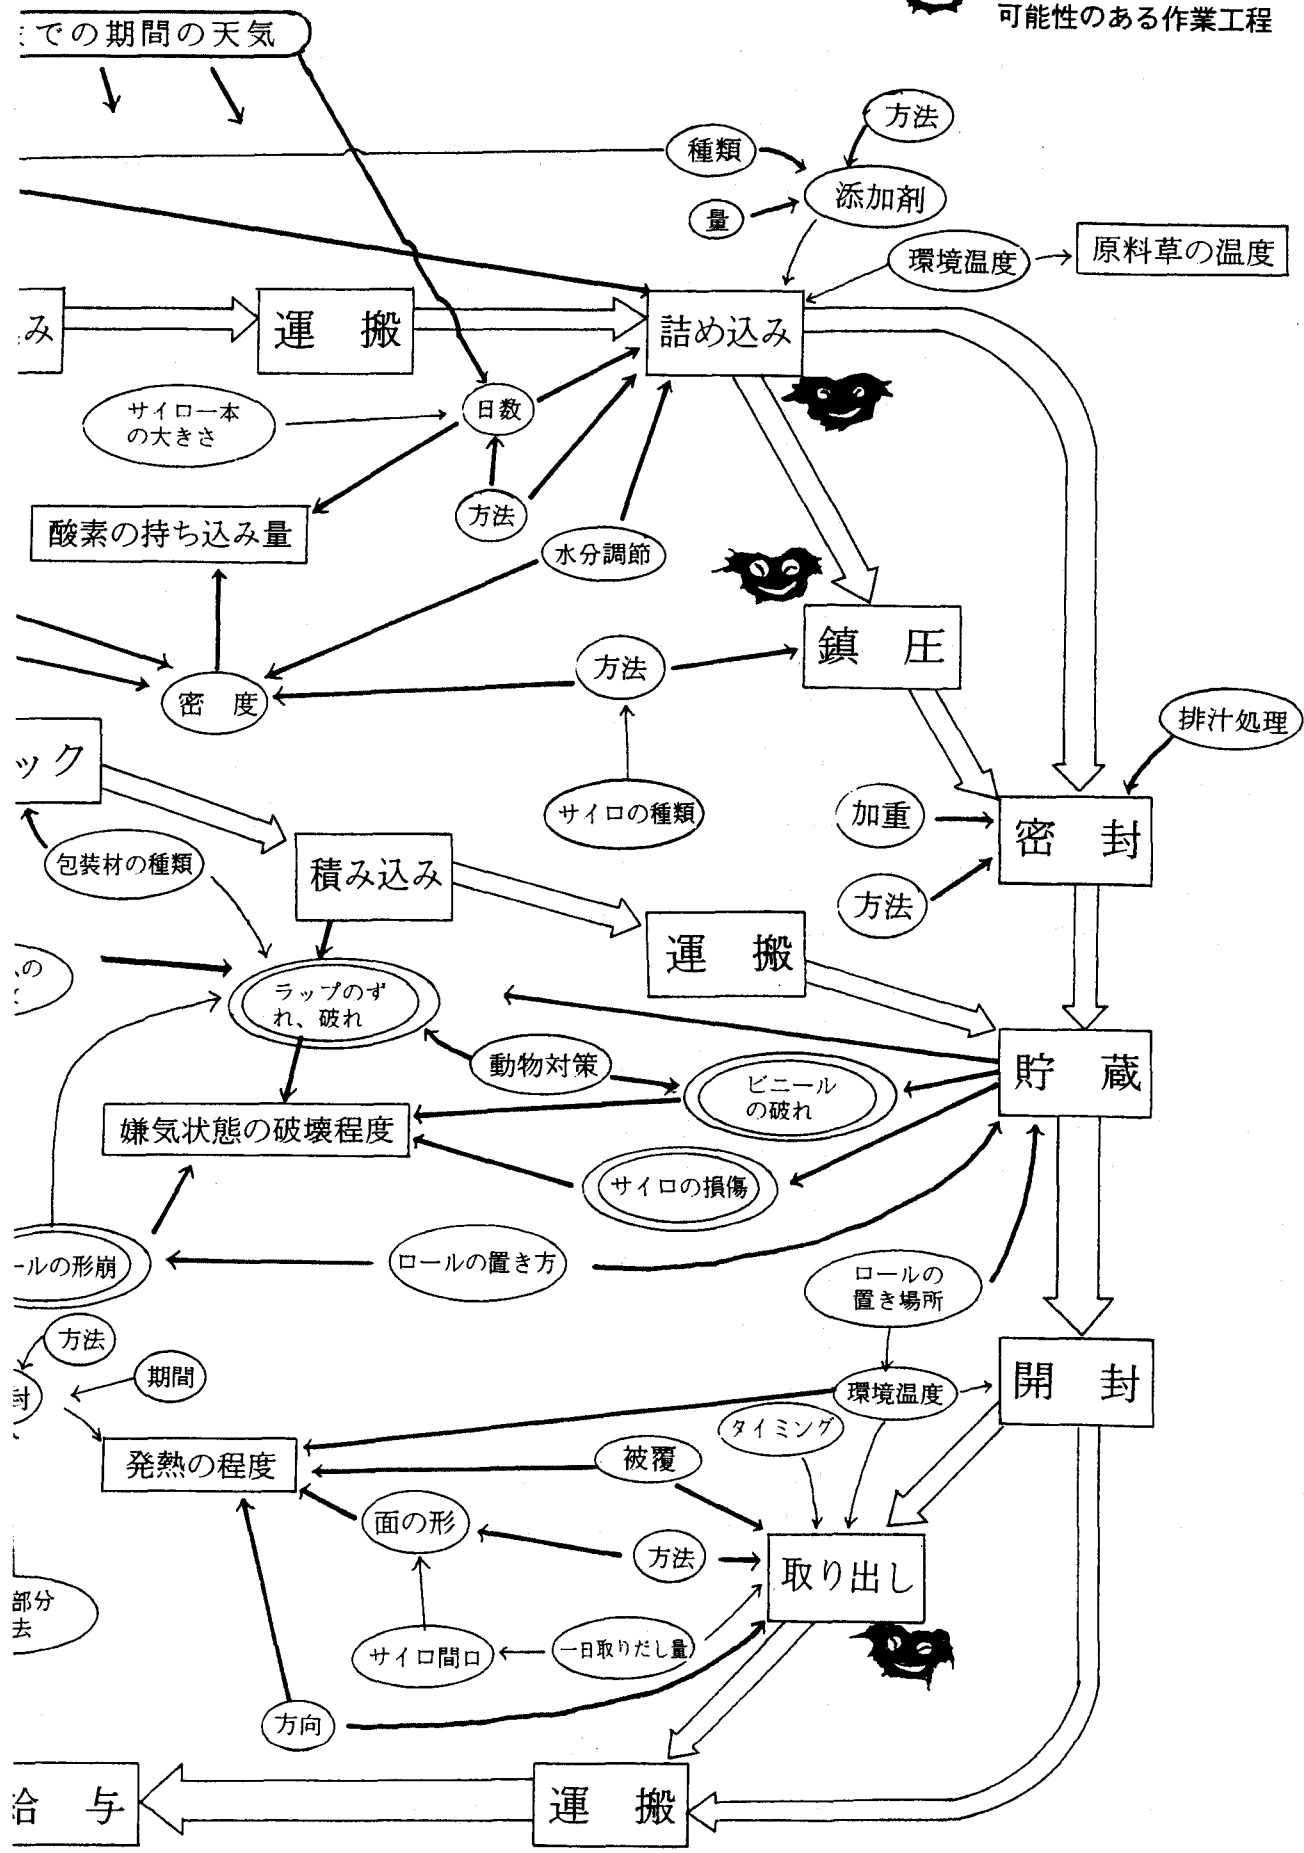 可能性のある作業工程
での期間の天気
方法
種類
添加剤
量
環境温度
原料草の温度
み
運 搬
詰め込み
サイロ一本
の大きさ
日数
方法
酸素の持ち込み量
水分調節
鎮 圧
方法
密 度
排汁処理
ック
サイロの種類
加重
密 封
包装材の種類
積み込み
方法
運 搬
の
ラップのず
れ、破れ
動物対策
ビニール
の破れ
貯 蔵
嫌気状態の破壊程度
サイロの損傷
ールの形崩
ロールの置き方
ロールの
置き場所
方法
期間
封
環境温度
開 封
タイミング
発熱の程度
被覆
面の形
方法
取り出し
部分
去
サイロ間口
一日取りだし量
方向
給 与
運 搬